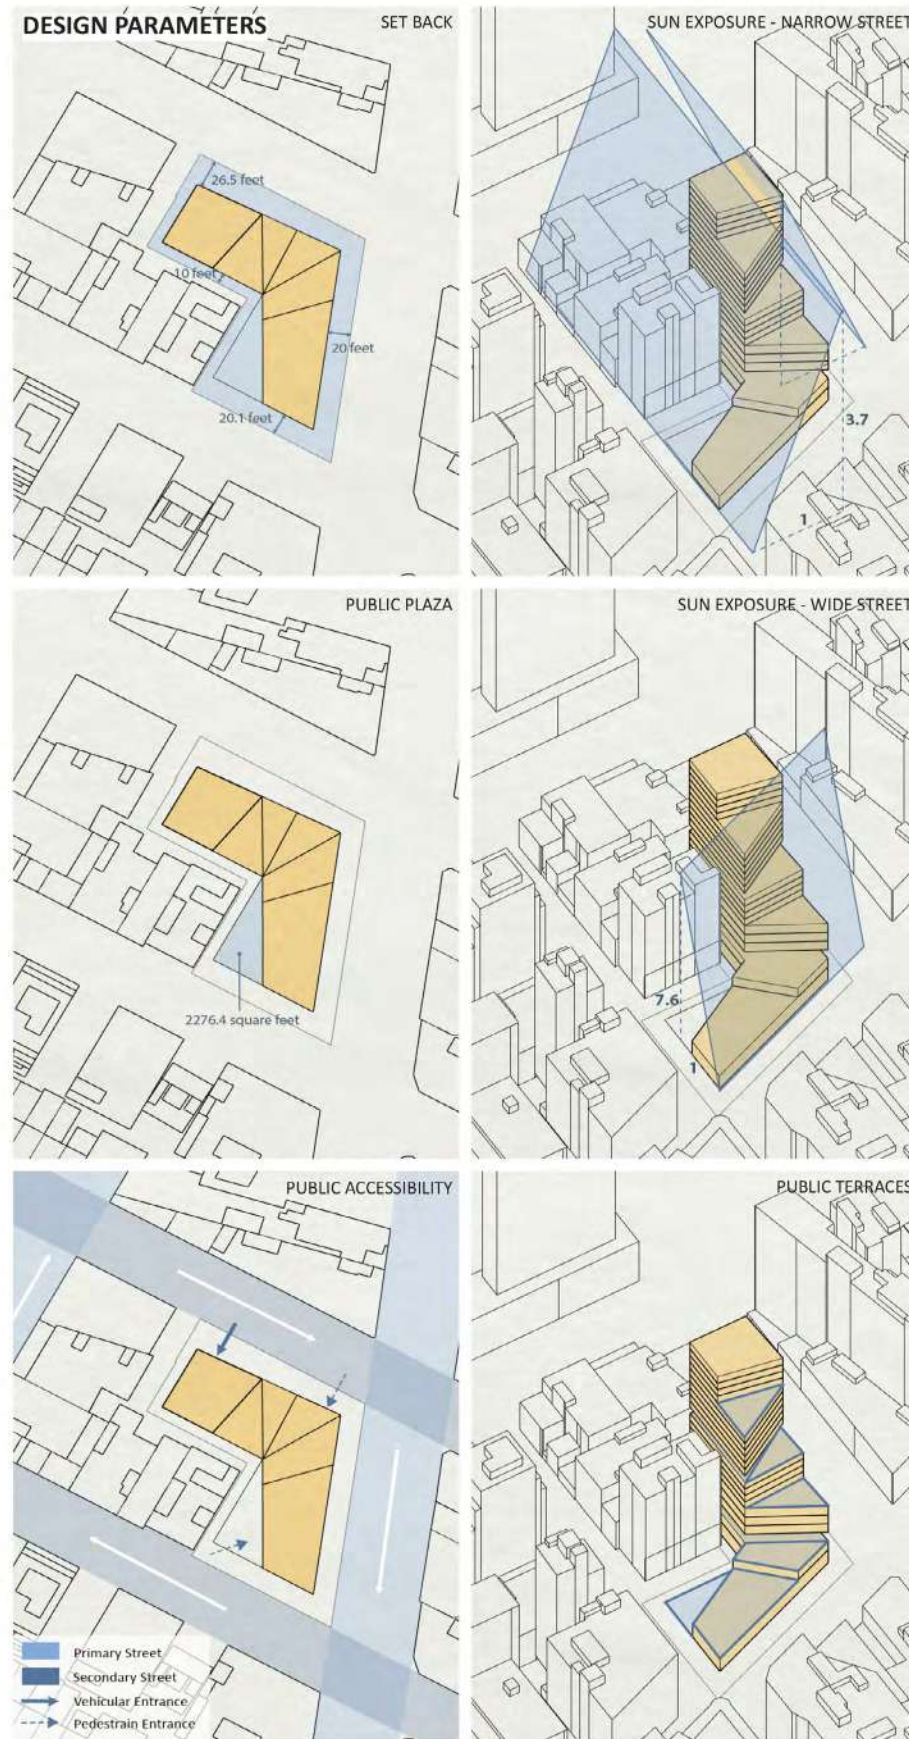 DESIGN PARAMETERS
SET BACK
26.5 feet
10 feet
20 feet
20.1 feet
SUN EXPOSURE - NARROW STREET
3.7
1
PUBLIC PLAZA
2276.4 square feet
SUN EXPOSURE - WIDE STREET
7.6
1
PUBLIC ACCESSIBILITY
Primary Street
Secondary Street
Vehicular Entrance
Pedestrain Entrance
PUBLIC TERRACES